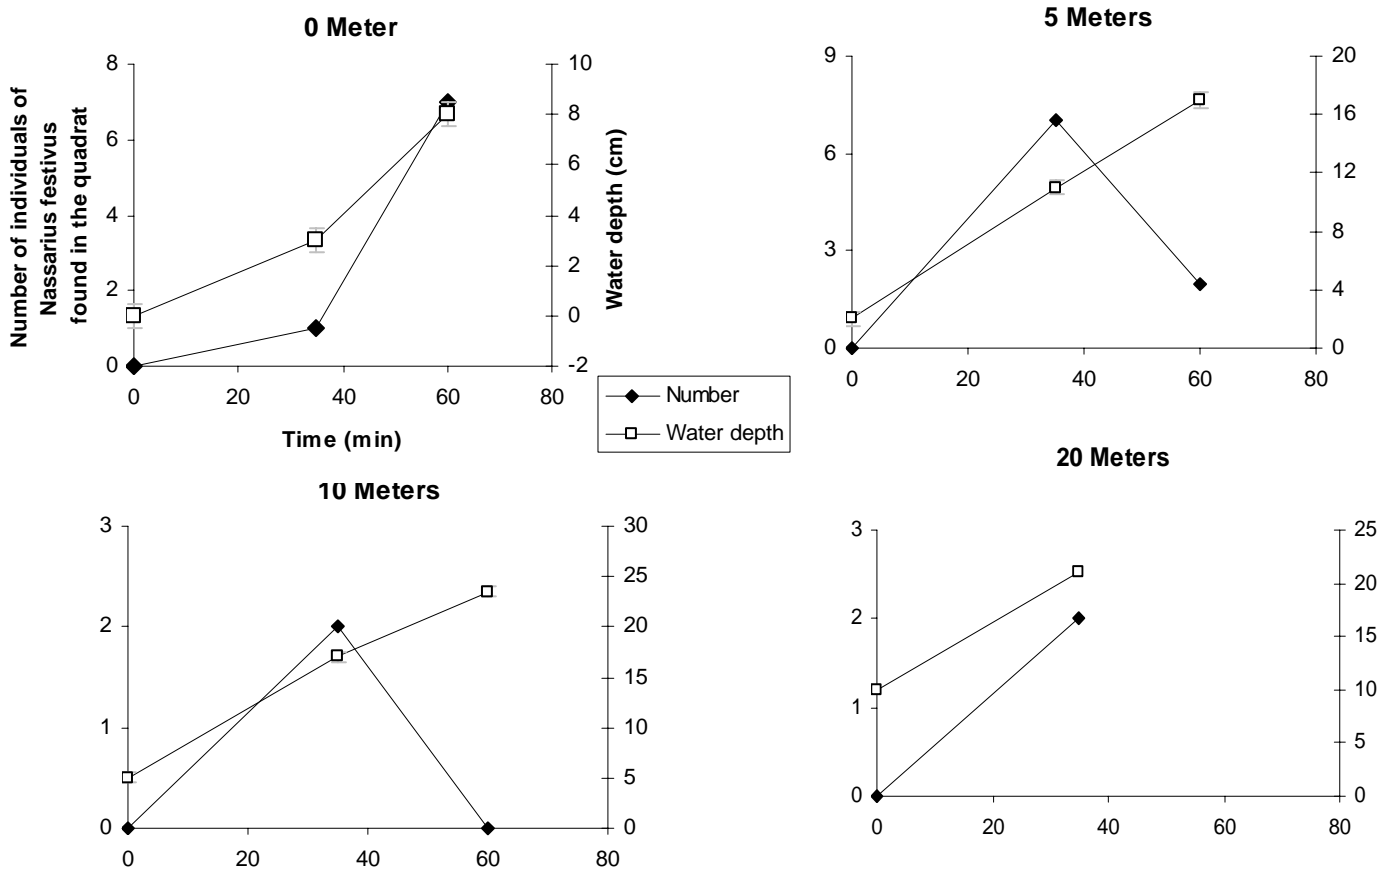 0 Meter
Number of individuals of
Nassarius festivus
found in the quadrat
8
6
4
2
0
10
8
6
4
2
0
-2
Water depth (cm)
0 20 40 60 80
Time (min)
5 Meters
9
6
3
0
20
16
12
8
4
0
0 20 40 60 80
Number
Water depth
10 Meters
3
2
1
0
30
25
20
15
10
5
0
0 20 40 60 80
20 Meters
3
2
1
0
25
20
15
10
5
0
0 20 40 60 80